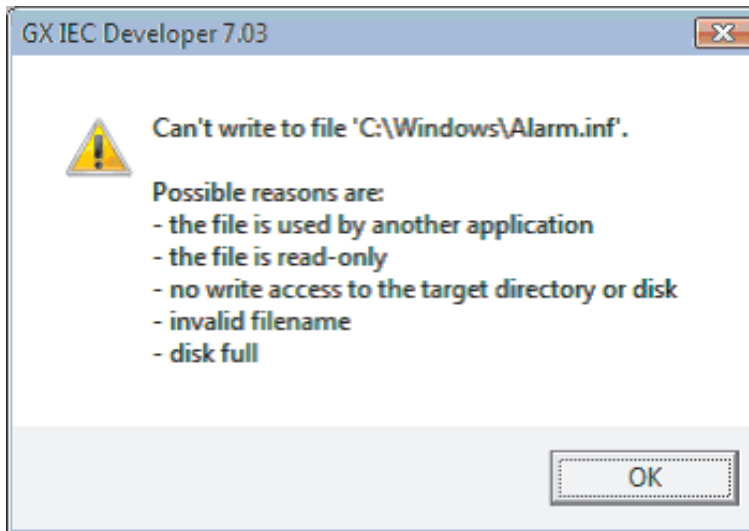 GX IEC Developer 7.03
Can't write to file 'C:\Windows\Alarm.inf'.
Possible reasons are:
- the file is used by another application
- the file is read-only
- no write access to the target directory or disk
- invalid filename
- disk full
OK